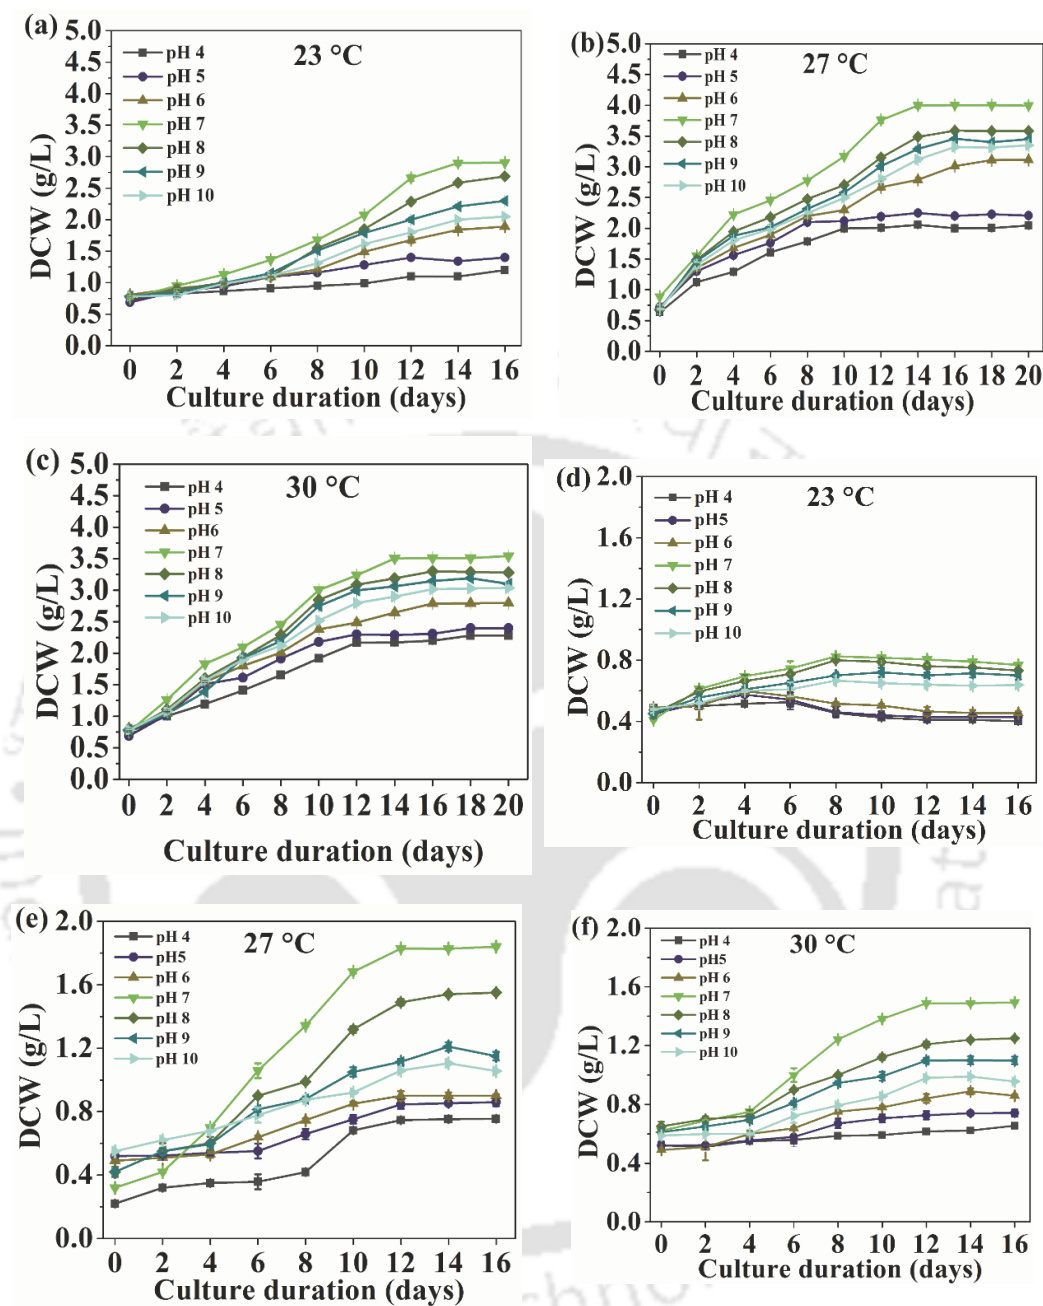 (a)
23 °C
pH 4
pH 5
pH 6
pH 7
pH 8
pH 9
pH 10
DCW (g/L)
5.0
4.5
4.0
3.5
3.0
2.5
2.0
1.5
1.0
0.5
0.0
0 2 4 6 8 10 12 14 16
Culture duration (days)
(b)
27 °C
pH 4
pH 5
pH 6
pH 7
pH 8
pH 9
pH 10
DCW (g/L)
5.0
4.5
4.0
3.5
3.0
2.5
2.0
1.5
1.0
0.5
0.0
0 2 4 6 8 10 12 14 16 18 20
Culture duration (days)
(c)
30 °C
pH 4
pH 5
pH6
pH 7
pH 8
pH 9
pH 10
DCW (g/L)
5.0
4.5
4.0
3.5
3.0
2.5
2.0
1.5
1.0
0.5
0.0
0 2 4 6 8 10 12 14 16 18 20
Culture duration (days)
(d)
23 °C
pH 4
pH5
pH 6
pH 7
pH 8
pH 9
pH 10
DCW (g/L)
2.0
1.6
1.2
0.8
0.4
0.0
0 2 4 6 8 10 12 14 16
Culture duration (days)
(e)
27 °C
pH 4
pH5
pH 6
pH 7
pH 8
pH 9
pH 10
DCW (g/L)
2.0
1.6
1.2
0.8
0.4
0.0
0 2 4 6 8 10 12 14 16
Culture duration (days)
(f)
30 °C
pH 4
pH5
pH 6
pH 7
pH 8
pH 9
pH 10
DCW (g/L)
2.0
1.6
1.2
0.8
0.4
0.0
0 2 4 6 8 10 12 14 16
Culture duration (days)